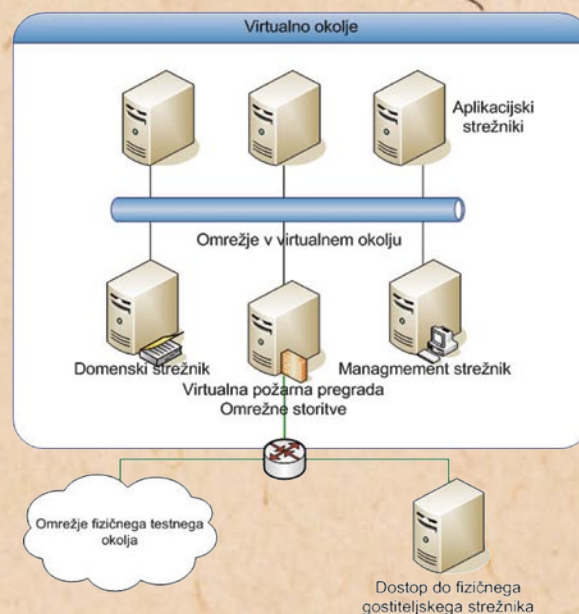 Virtualno okolje
Aplikacijski
strežniki
Omrežje v virtualnem okolju
Domenski strežnik
Virtualna požarna pregrada
Omrežne storitve
Managmement strežnik
Omrežje fizičnega testnega
okolja
Dostop do fizičnega
gostiteljskega strežnika